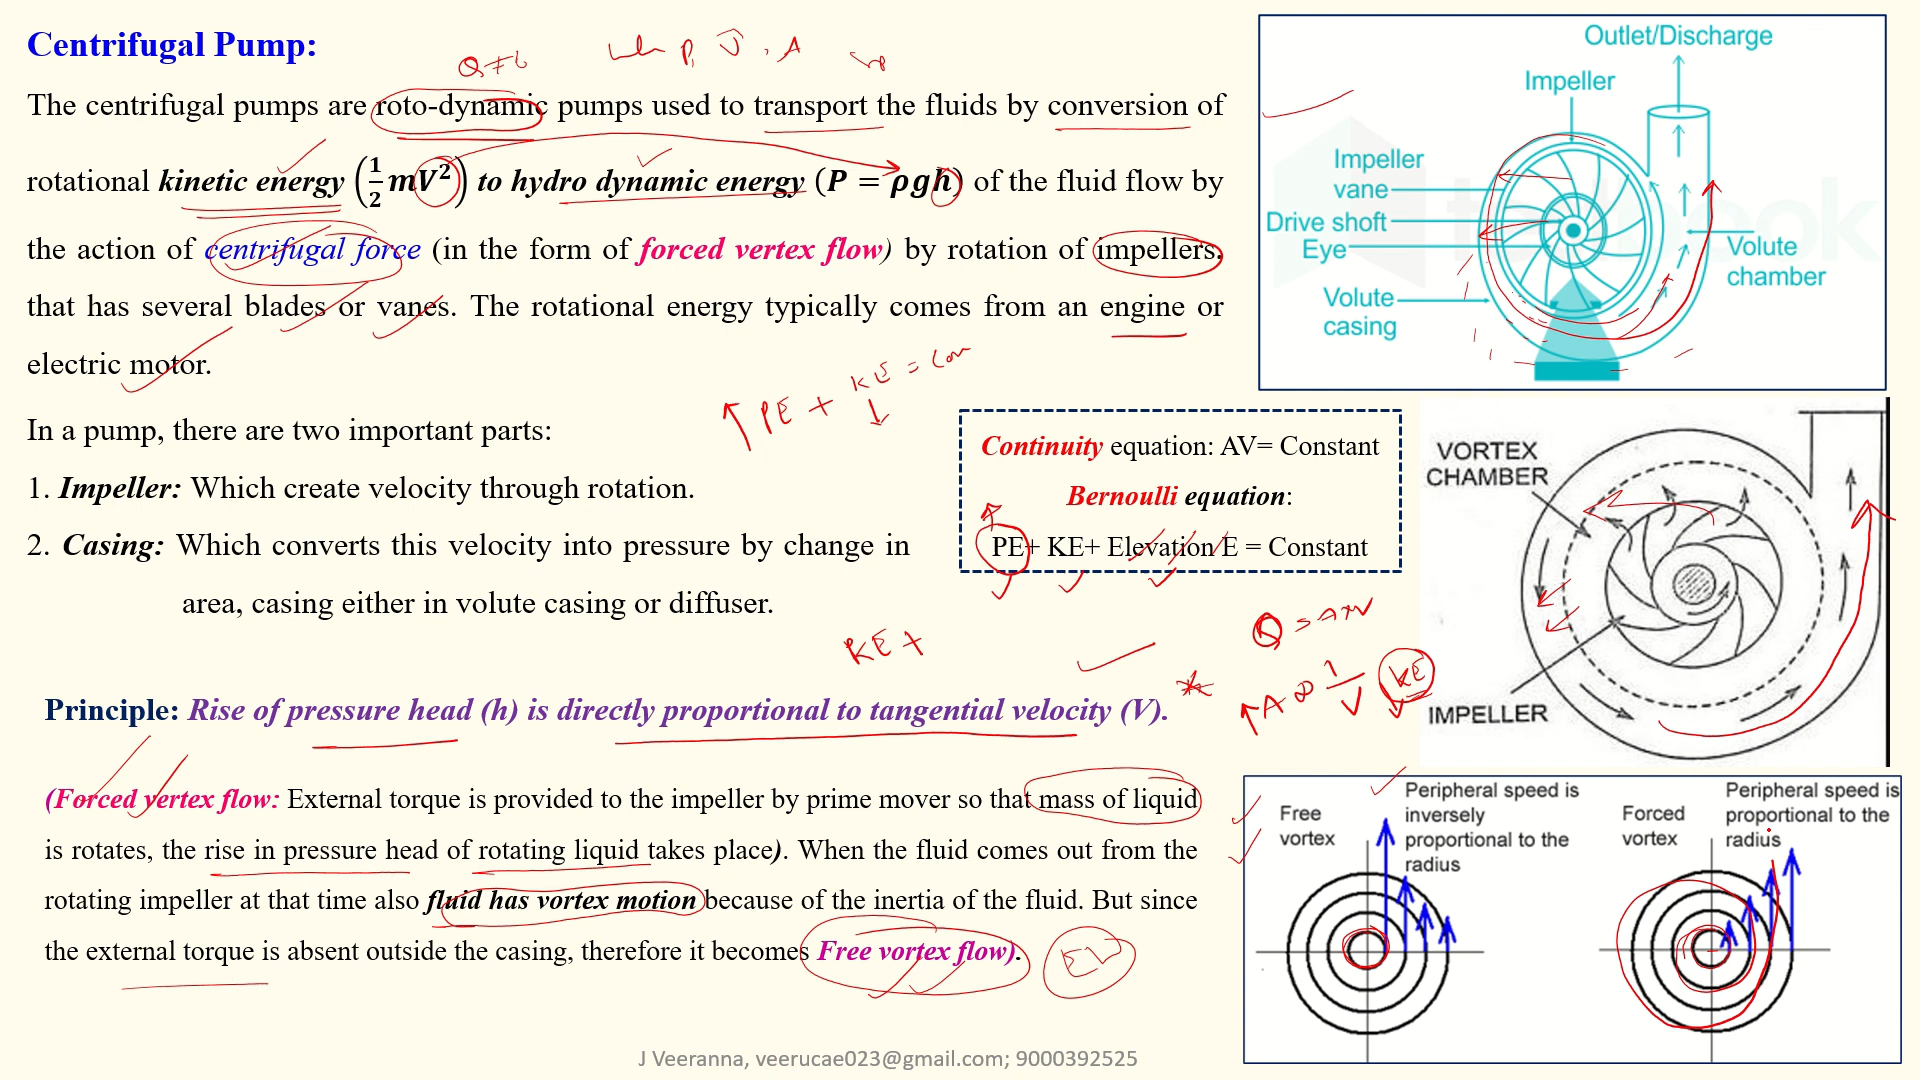 Centrifugal Pump:
The centrifugal pumps are roto-dynamic pumps used to transport the fluids by conversion of
rotational kinetic energy (1/2 mV²) to hydro dynamic energy (P = ρgh) of the fluid flow by
the action of centrifugal force (in the form of forced vertex flow) by rotation of impellers.
that has several blades or vanes. The rotational energy typically comes from an engine or
electric motor.
In a pump, there are two important parts:
1. Impeller: Which create velocity through rotation.
2. Casing: Which converts this velocity into pressure by change in
area, casing either in volute casing or diffuser.
PE + KE = Con
Continuity equation: AV= Constant
Bernoulli equation:
PE+ KE+ Elevation E = Constant
KE +
Q = AV
A ∝ 1/V KE
Principle: Rise of pressure head (h) is directly proportional to tangential velocity (V).
(Forced vertex flow: External torque is provided to the impeller by prime mover so that mass of liquid
is rotates, the rise in pressure head of rotating liquid takes place). When the fluid comes out from the
rotating impeller at that time also fluid has vortex motion because of the inertia of the fluid. But since
the external torque is absent outside the casing, therefore it becomes Free vortex flow).
J Veeranna, veerucae023@gmail.com; 9000392525
Outlet/Discharge
Impeller
Impeller
vane
Drive shoft
Eye
Volute
casing
Volute
chamber
VORTEX
CHAMBER
IMPELLER
Free
vortex
Peripheral speed is
inversely
proportional to the
radius
Forced
vortex
Peripheral speed is
proportional to the
radius